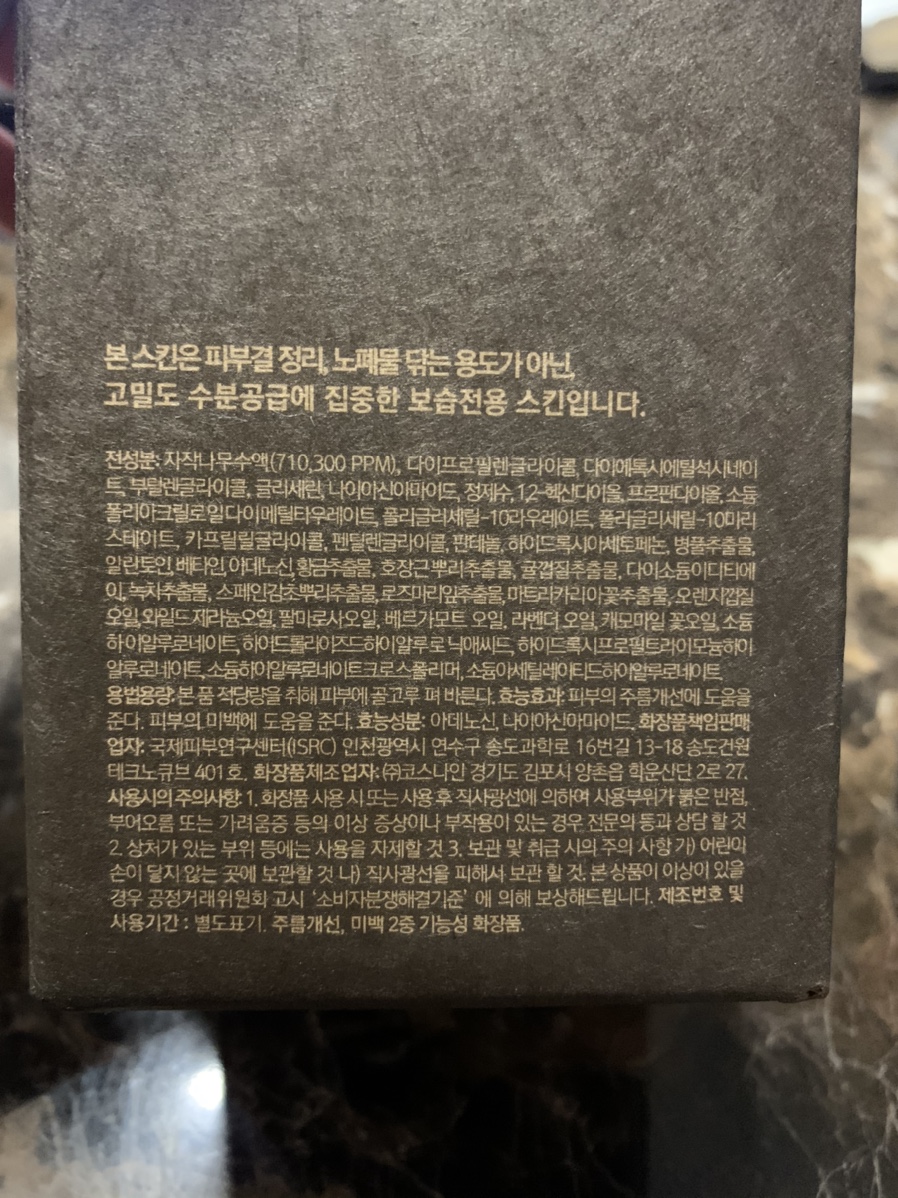 본 스킨은 피부결 정리, 노폐물 닦는 용도가 아닌,
고밀도 수분공급에 집중한 보습전용 스킨입니다.
전성분: 자작나무수액(710,300 PPM), 다이프로필렌글라이콜, 다이에톡시에틸석시네이
트, 부틸렌글라이콜, 글리세린, 나이아신아마이드, 정제수, 1,2-헥산다이올, 프로판다이올, 소듐
폴리아크릴로일다이메틸타우레이트, 폴리글리세릴-10라우레이트, 폴리글리세릴-10미리
스테이트, 카프릴릴글라이콜, 펜틸렌글라이콜, 판테놀, 하이드록시아세토페논, 병풀추출물,
알란토인, 베타인, 아데노신, 황금추출물, 호장근뿌리추출물, 귤껍질추출물, 다이소듐이디티에
이, 녹차추출물, 스페인감초뿌리추출물, 로즈마리잎추출물, 마트리카리아꽃추출물, 오렌지껍질
오일, 와일드 제라늄오일, 팔마로사오일, 베르가모트 오일, 라벤더 오일, 캐모마일 꽃오일, 소듐
하이알루로네이트, 하이드롤라이즈드하이알루로닉애씨드, 하이드록시프로필트라이모늄하이
알루로네이트, 소듐하이알루로네이트크로스폴리머, 소듐아세틸레이티드하이알루로네이트
용법용량: 본 품 적당량을 취해 피부에 골고루 펴 바른다. 효능효과: 피부의 주름개선에 도움을
준다. 피부의 미백에 도움을 준다. 효능성분: 아데노신, 나이아신아마이드. 화장품책임판매
업자: 국제피부연구센터(ISRC) 인천광역시 연수구 송도과학로 16번길 13-18 송도건원
테크노큐브 401호. 화장품제조업자: ㈜코스나인 경기도 김포시 양촌읍 학운산단 2로 27.
사용시의 주의사항: 1. 화장품 사용 시 또는 사용 후 직사광선에 의하여 사용부위가 붉은 반점,
부어오름 또는 가려움증 등의 이상 증상이나 부작용이 있는 경우 전문의 등과 상담 할 것
2. 상처가 있는 부위 등에는 사용을 자제할 것 3. 보관 및 취급 시의 주의 사항 가) 어린이
손이 닿지 않는 곳에 보관할 것 나) 직사광선을 피해서 보관 할 것. 본 상품이 이상이 있을
경우 공정거래위원회 고시 ‘소비자분쟁해결기준’ 에 의해 보상해드립니다. 제조번호 및
사용기간 : 별도표기. 주름개선, 미백 2중 기능성 화장품.